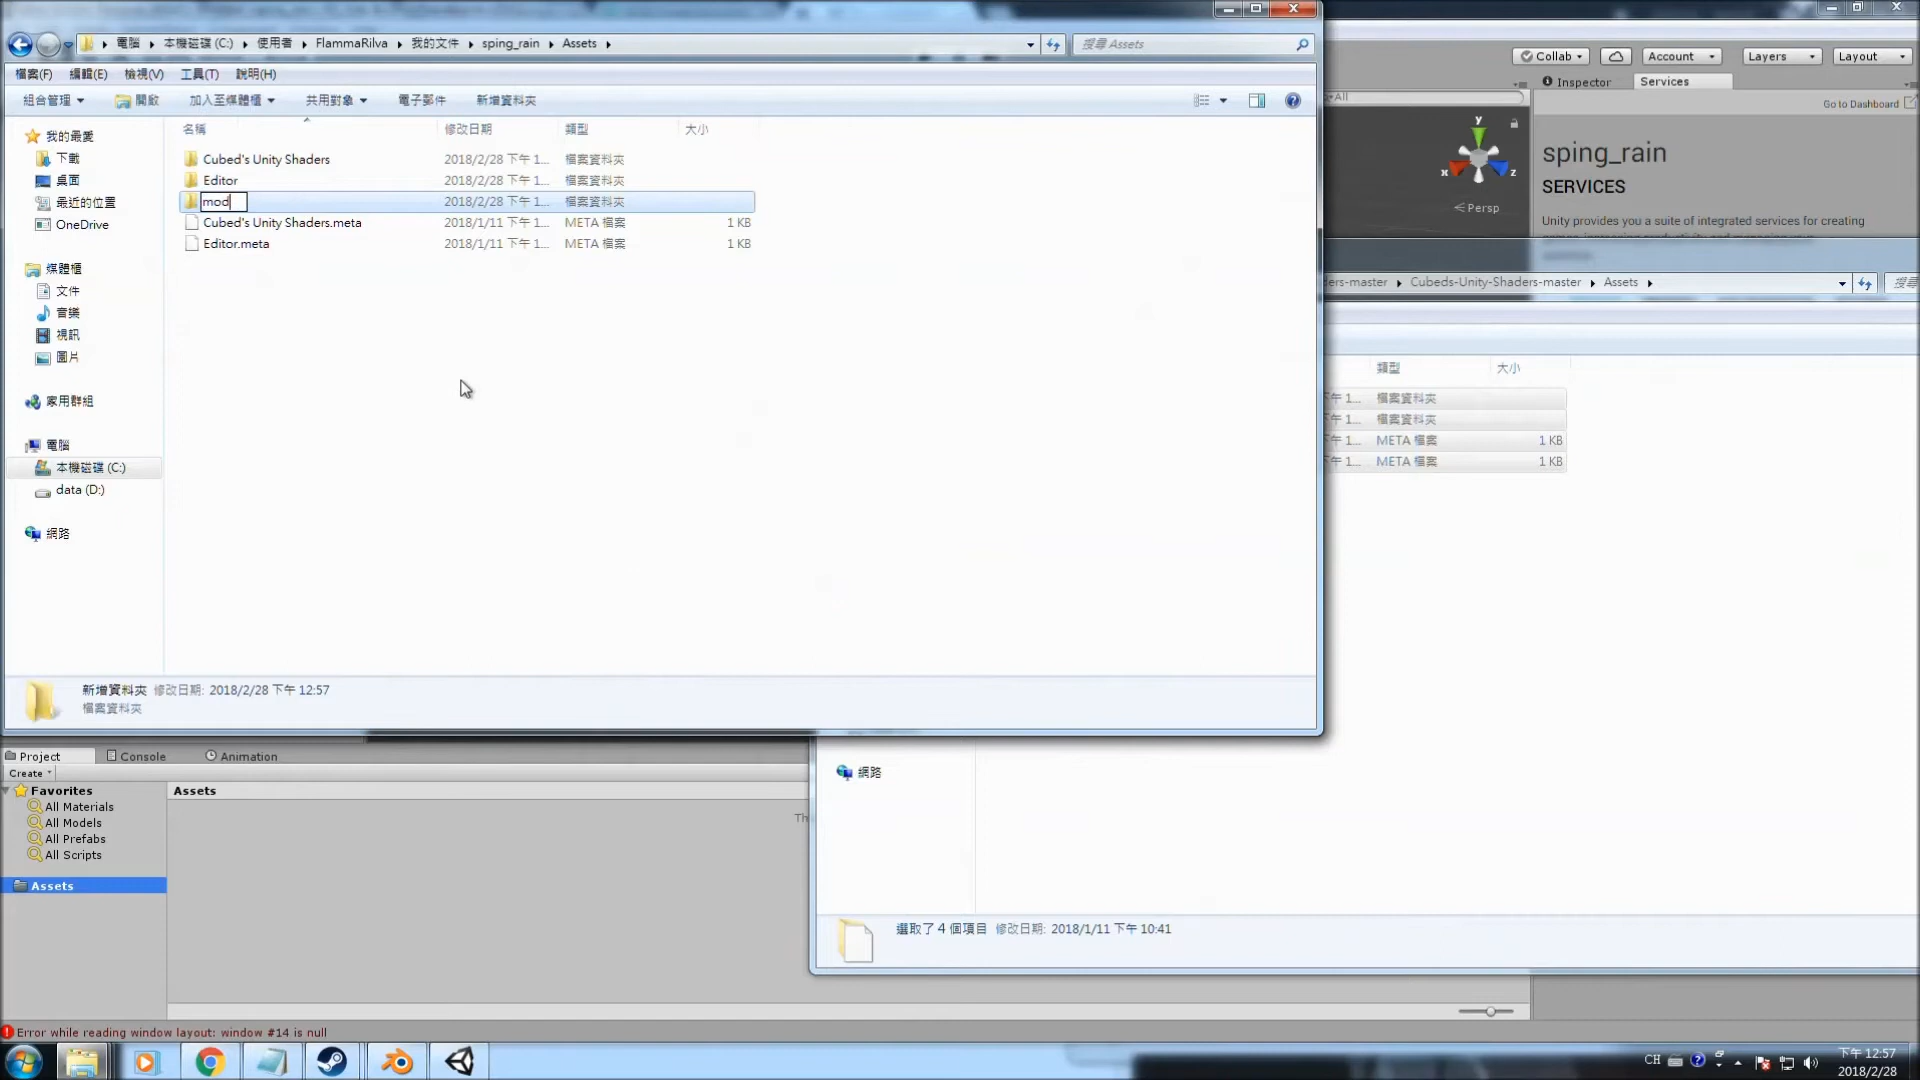 電腦 本機磁碟 (C:) 使用者 FlammaRilva 我的文件 sping_rain Assets
搜尋 Assets
檔案(F) 編輯(E) 檢視(V) 工具(T) 說明(H)
組合管理 開啟 加入至媒體櫃 共用對象 電子郵件 新增資料夾
名稱 修改日期 類型 大小
Cubed's Unity Shaders 2018/2/28 下午 1... 檔案資料夾
Editor 2018/2/28 下午 1... 檔案資料夾
mod 2018/2/28 下午 1... 檔案資料夾
Cubed's Unity Shaders.meta 2018/1/11 下午 1... META 檔案 1 KB
Editor.meta 2018/1/11 下午 1... META 檔案 1 KB
我的最愛
下載
桌面
最近的位置
OneDrive
媒體櫃
文件
音樂
視訊
圖片
家用群組
電腦
本機磁碟 (C:)
data (D:)
網路
新增資料夾 修改日期: 2018/2/28 下午 12:57
檔案資料夾
Collab Account Layers Layout
Inspector Services
All
Go to Dashboard
y
x z
Persp
sping_rain
SERVICES
Unity provides you a suite of integrated services for creating
ders-master Cubeds-Unity-Shaders-master Assets
搜尋
類型 大小
午 1... 檔案資料夾
午 1... 檔案資料夾
午 1... META 檔案 1 KB
午 1... META 檔案 1 KB
網路
選取了 4 個項目 修改日期: 2018/1/11 下午 10:41
Project Console Animation
Create
Favorites
All Materials
All Models
All Prefabs
All Scripts
Assets
Assets
Th
Error while reading window layout: window #14 is null
CH
下午 12:57
2018/2/28